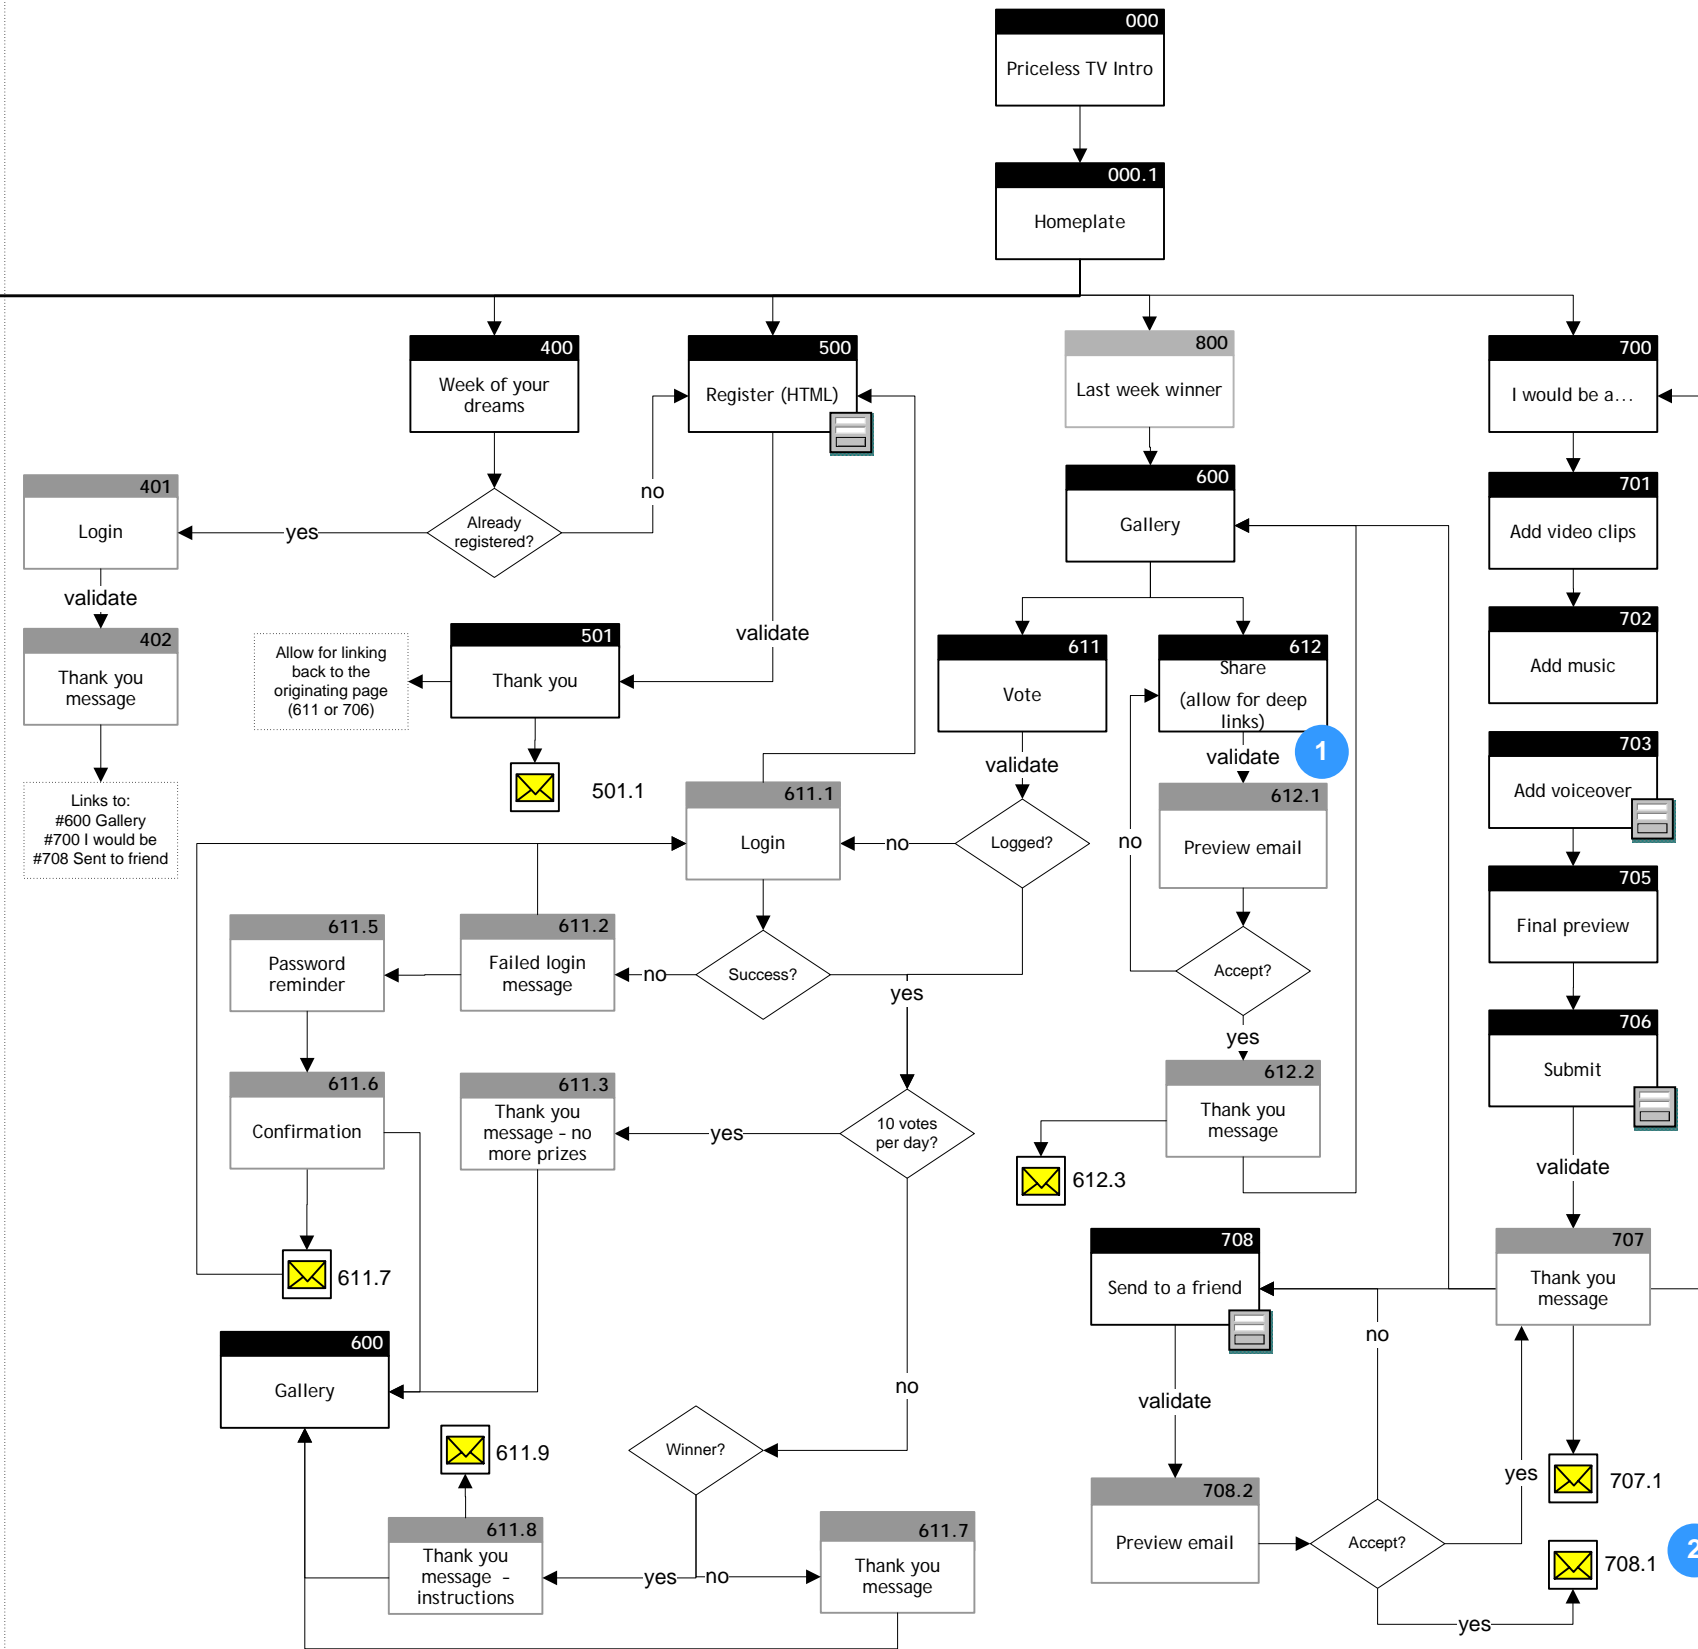 000
Priceless TV Intro
000.1
Homeplate
400
Week of your
dreams
500
Register (HTML)
800
Last week winner
700
I would be a...
401
Login
yes
Already
registered?
no
600
Gallery
701
Add video clips
validate
402
Thank you
message
Allow for linking
back to the
originating page
(611 or 706)
501
Thank you
validate
611
Vote
612
Share
(allow for deep
links)
702
Add music
Links to:
#600 Gallery
#700 I would be
#708 Sent to friend
501.1
validate
validate
1
703
Add voiceover
611.1
Login
no
Logged?
no
612.1
Preview email
705
Final preview
611.5
Password
reminder
611.2
Failed login
message
no
Success?
yes
Accept?
yes
706
Submit
611.6
Confirmation
611.3
Thank you
message - no
more prizes
yes
10 votes
per day?
612.2
Thank you
message
612.3
validate
611.7
708
Send to a friend
707
Thank you
message
600
Gallery
no
no
validate
611.9
Winner?
yes
707.1
708.2
Preview email
Accept?
708.1
2
611.8
Thank you
message -
instructions
yes
no
611.7
Thank you
message
yes